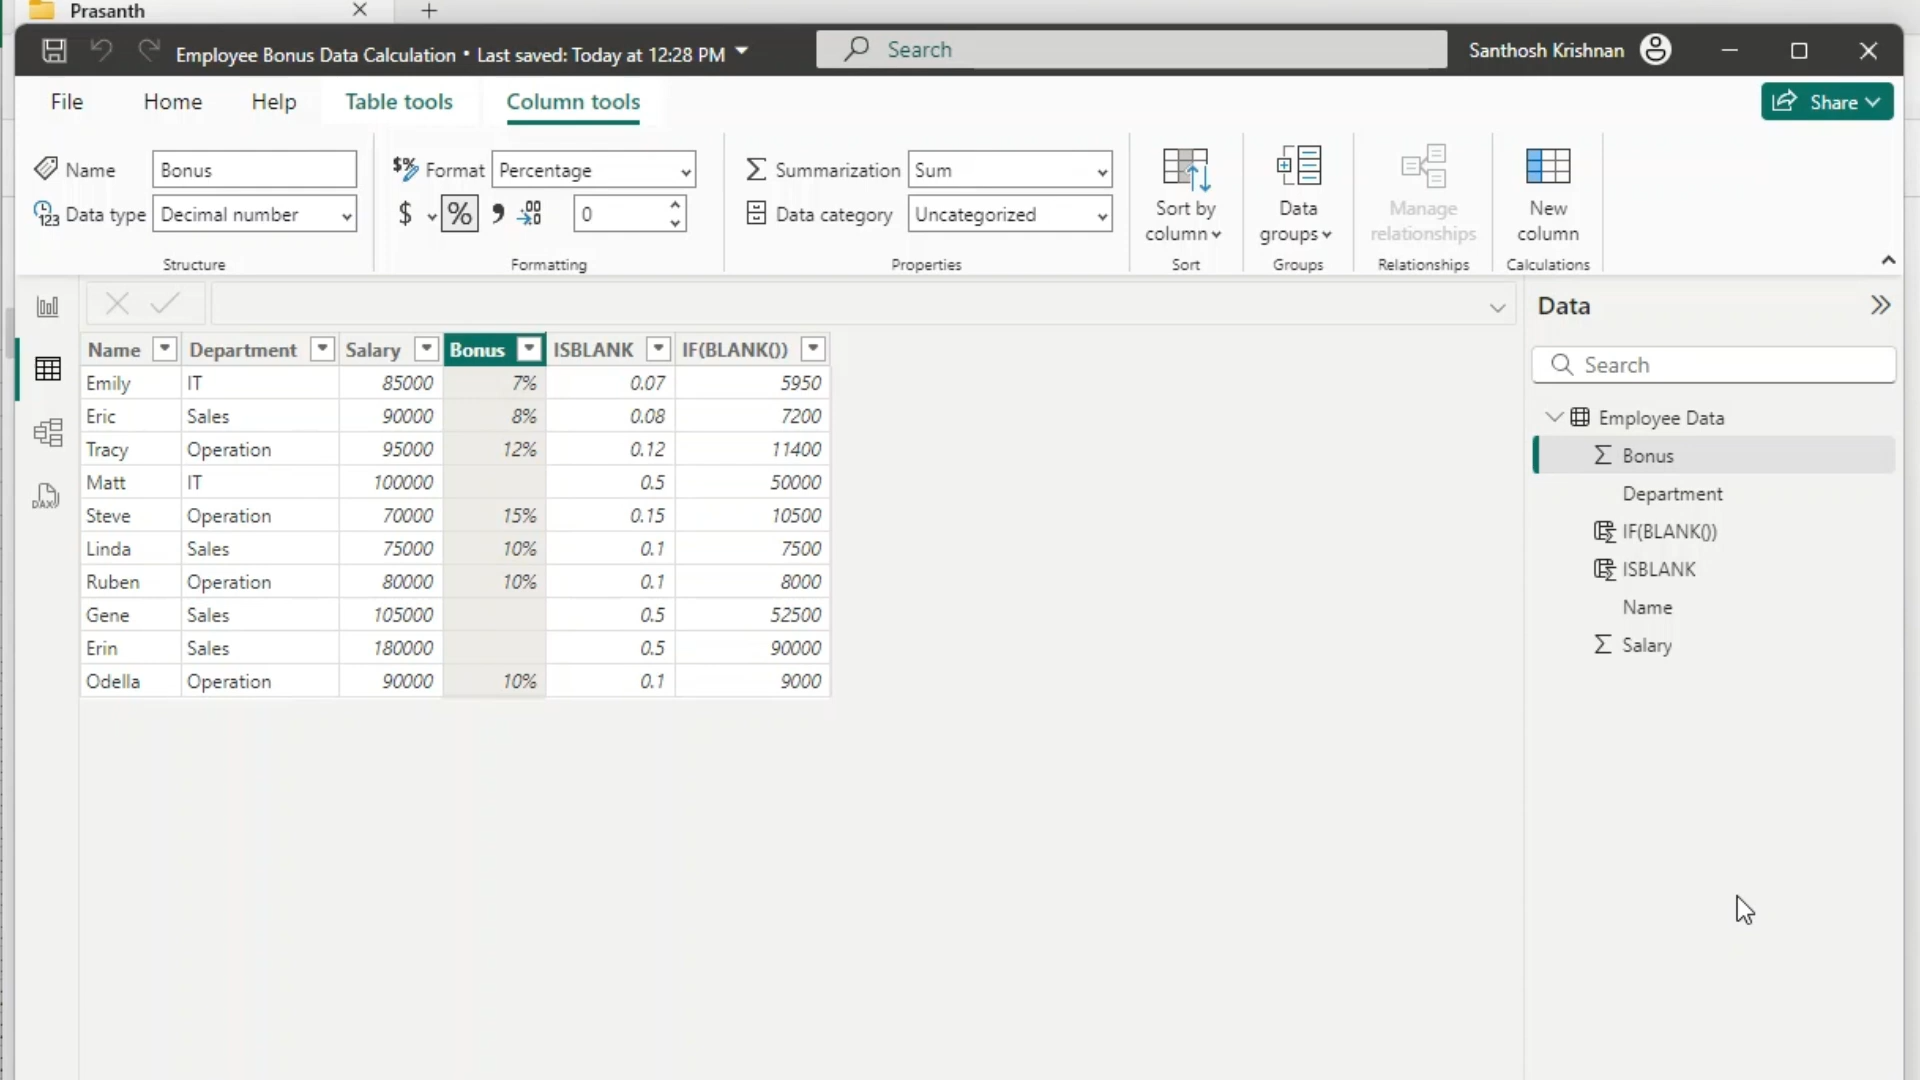 Prasanth
Employee Bonus Data Calculation • Last saved: Today at 12:28 PM
Search
Santhosh Krishnan
File Home Help Table tools Column tools
Share
Name Bonus
Data type Decimal number
Structure
Format Percentage
$ % , .00 0
Formatting
Summarization Sum
Data category Uncategorized
Properties
Sort by column
Sort
Data groups
Groups
Manage relationships
Relationships
New column
Calculations
Name Department Salary Bonus ISBLANK IF(BLANK())
Emily IT 85000 7% 0.07 5950
Eric Sales 90000 8% 0.08 7200
Tracy Operation 95000 12% 0.12 11400
Matt IT 100000 0.5 50000
Steve Operation 70000 15% 0.15 10500
Linda Sales 75000 10% 0.1 7500
Ruben Operation 80000 10% 0.1 8000
Gene Sales 105000 0.5 52500
Erin Sales 180000 0.5 90000
Odella Operation 90000 10% 0.1 9000
DAX
Data
Search
Employee Data
Bonus
Department
IF(BLANK())
ISBLANK
Name
Salary